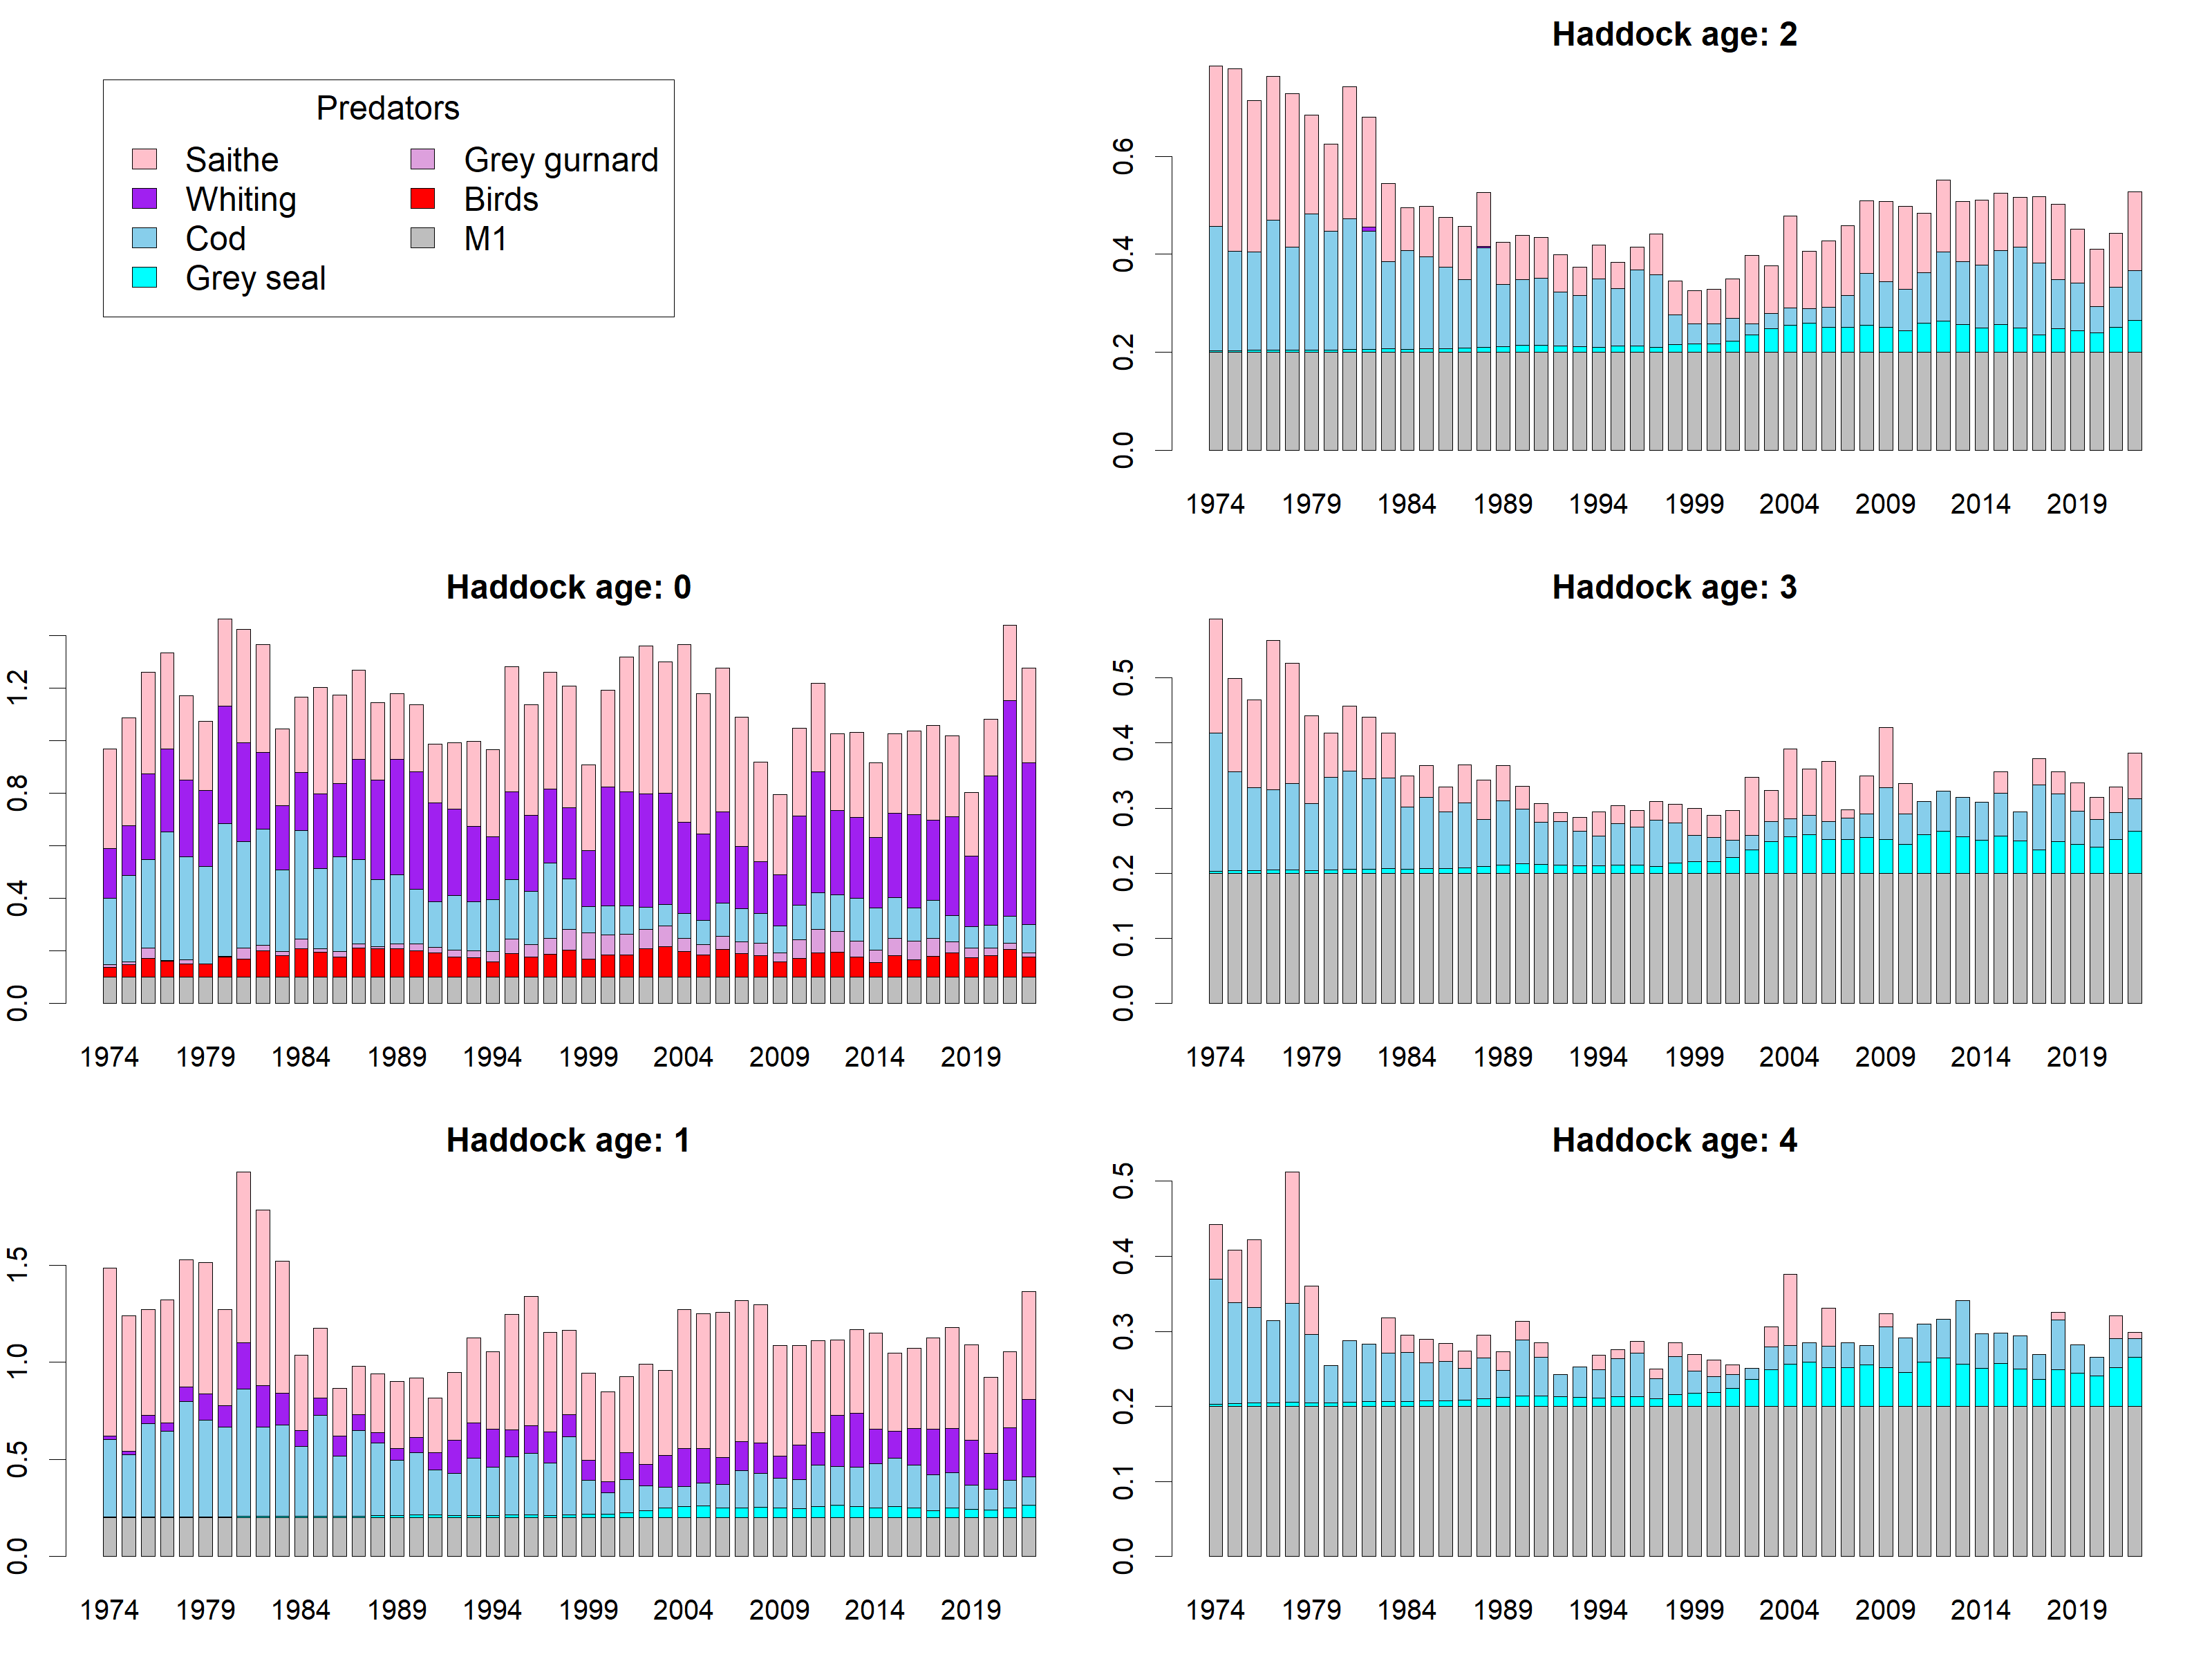 Predators
Saithe
Whiting
Cod
Grey seal
Grey gurnard
Birds
M1
Haddock age: 2
0.0 0.2 0.4 0.6
1974 1979 1984 1989 1994 1999 2004 2009 2014 2019
Haddock age: 0
0.0 0.4 0.8 1.2
1974 1979 1984 1989 1994 1999 2004 2009 2014 2019
Haddock age: 3
0.0 0.1 0.2 0.3 0.4 0.5
1974 1979 1984 1989 1994 1999 2004 2009 2014 2019
Haddock age: 1
0.0 0.5 1.0 1.5
1974 1979 1984 1989 1994 1999 2004 2009 2014 2019
Haddock age: 4
0.0 0.1 0.2 0.3 0.4 0.5
1974 1979 1984 1989 1994 1999 2004 2009 2014 2019